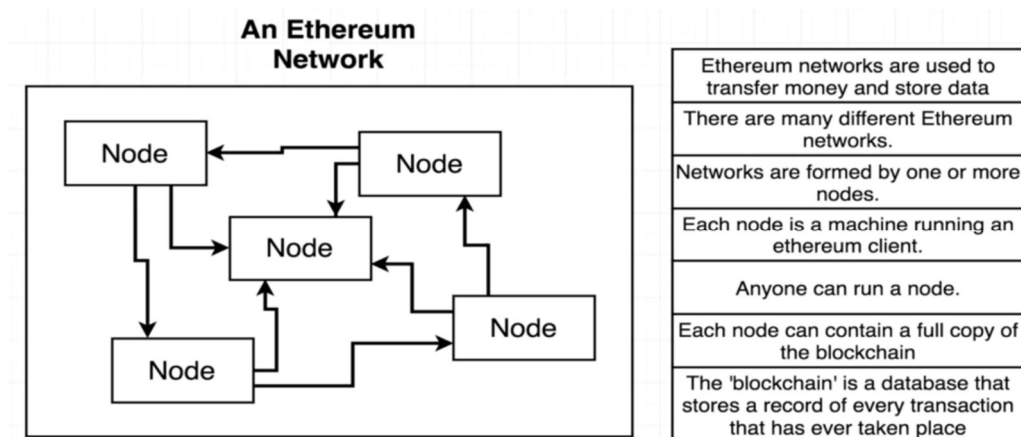 An Ethereum
Network
Node
Node
Node
Node
Node
Ethereum networks are used to
transfer money and store data
There are many different Ethereum
networks.
Networks are formed by one or more
nodes.
Each node is a machine running an
ethereum client.
Anyone can run a node.
Each node can contain a full copy of
the blockchain
The 'blockchain' is a database that
stores a record of every transaction
that has ever taken place